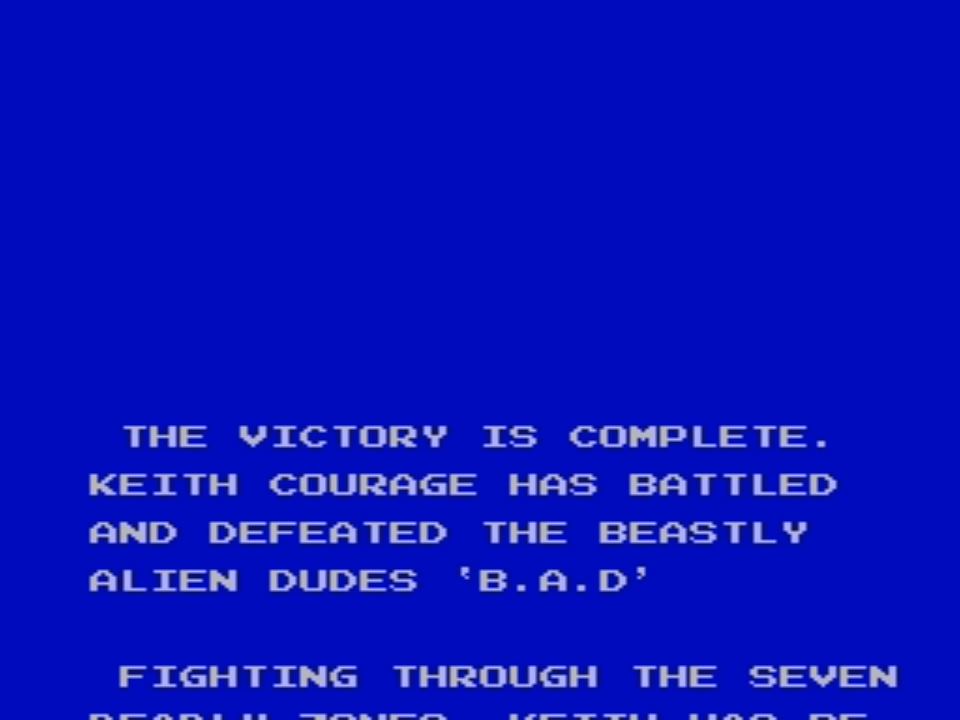 THE VICTORY IS COMPLETE.
KEITH COURAGE HAS BATTLED
AND DEFEATED THE BEASTLY
ALIEN DUDES 'B.A.D'
FIGHTING THROUGH THE SEVEN